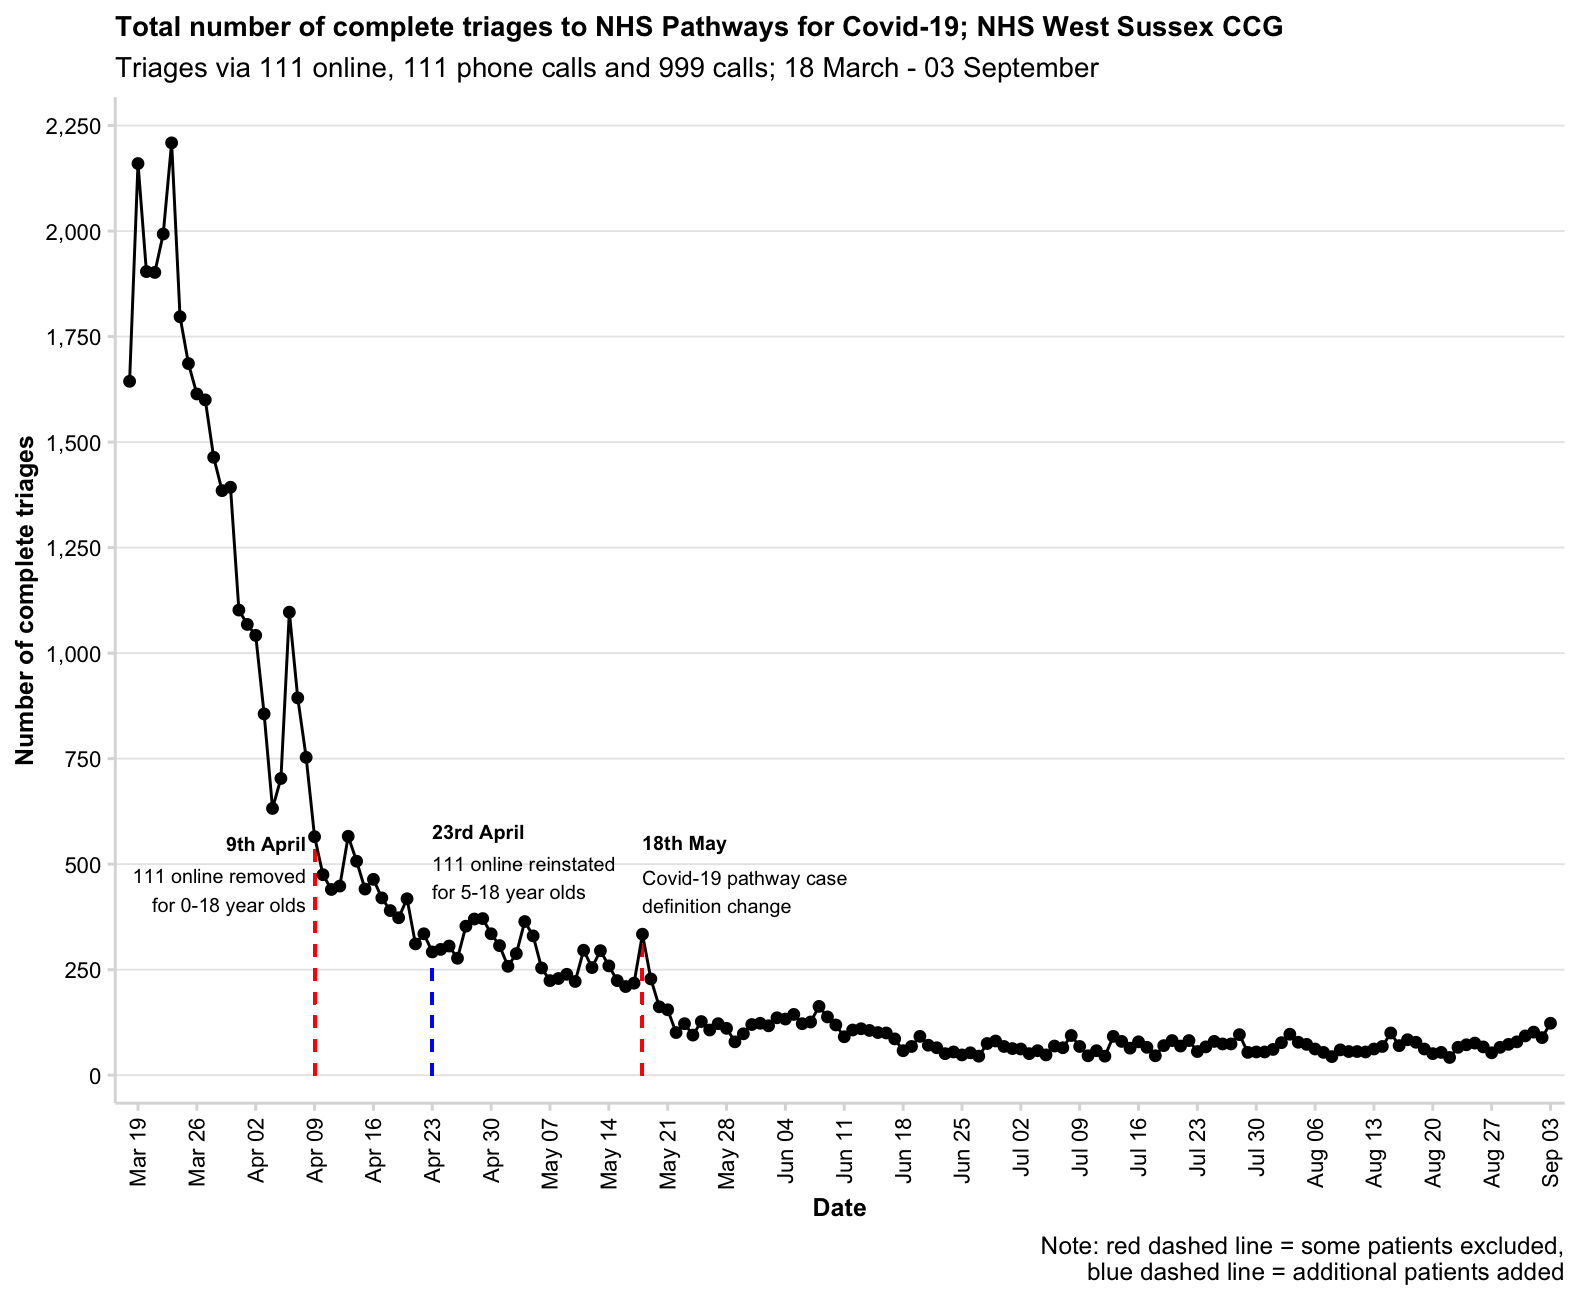 Total number of complete triages to NHS Pathways for Covid-19; NHS West Sussex CCG
Triages via 111 online, 111 phone calls and 999 calls; 18 March - 03 September
Number of complete triages
2,250
2,000
1,750
1,500
1,250
1,000
750
500
250
0
9th April
111 online removed
for 0-18 year olds
23rd April
111 online reinstated
for 5-18 year olds
18th May
Covid-19 pathway case
definition change
Mar 19
Mar 26
Apr 02
Apr 09
Apr 16
Apr 23
Apr 30
May 07
May 14
May 21
May 28
Jun 04
Jun 11
Jun 18
Jun 25
Jul 02
Jul 09
Jul 16
Jul 23
Jul 30
Aug 06
Aug 13
Aug 20
Aug 27
Sep 03
Date
Note: red dashed line = some patients excluded,
blue dashed line = additional patients added